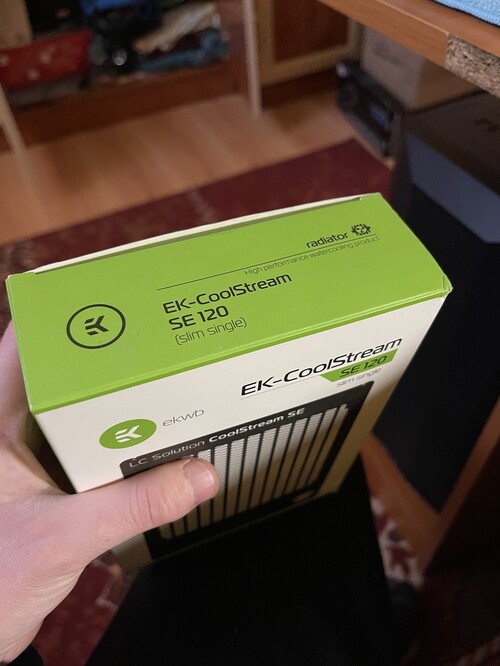 radiator
High performance watercooling product
EK-CoolStream
SE 120
(slim single)
EK-CoolStream
SE 120
slim single
ekwb
LC Solution CoolStream SE